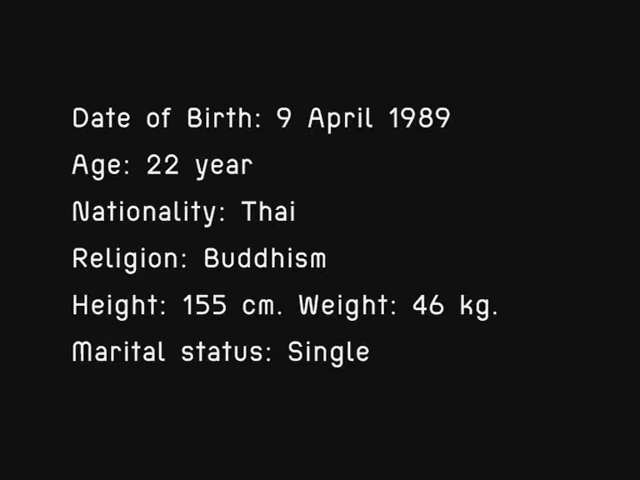 Date of Birth: 9 April 1989
Age: 22 year
Nationality: Thai
Religion: Buddhism
Height: 155 cm. Weight: 46 kg.
Marital status: Single